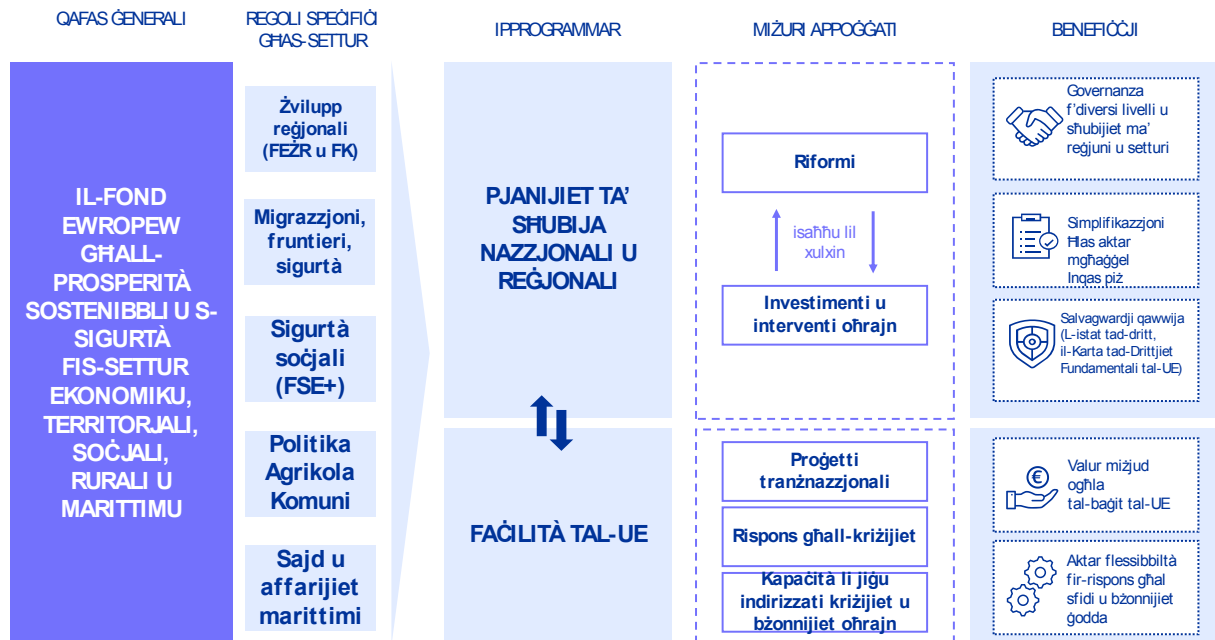 QAFAS ĠENERALI
REGOLI SPEĊIFIĊI
GĦAS-SETTUR
IPPROGRAMMAR
MIŻURI APPOĠĠATI
BENEFIĊĊJI
IL-FOND
EWROPEW
GĦALL-
PROSPERITÀ
SOSTENIBBLI U S-
SIGURTÀ
FIS-SETTUR
EKONOMIKU,
TERRITORJALI,
SOĊJALI,
RURALI U
MARITTIMU
Żvilupp
reġjonali
(FEŻR u FK)
Migrazzjoni,
fruntieri,
sigurtà
Sigurtà
soċjali
(FSE+)
Politika
Agrikola
Komuni
Sajd u
affarijiet
marittimi
PJANIJIET TA’
SĦUBIJA
NAZZJONALI U
REĠJONALI
FAĊILITÀ TAL-UE
Riformi
isaħħu lil
xulxin
Investimenti u
interventi oħrajn
Proġetti
tranżnazzjonali
Rispons għall-kriżijiet
Kapaċità li jiġu
indirizzati kriżijiet u
bżonnijiet oħrajn
Governanza
f’diversi livelli u
sħubijiet ma’
reġjuni u setturi
Simplifikazzjoni
Ħlas aktar
mgħaġġel
Inqas piż
Salvagwardji qawwija
(L-istat tad-dritt,
il-Karta tad-Drittjiet
Fundamentali tal-UE)
Valur miżjud
ogħla
tal-baġit tal-UE
Aktar flessibbiltà
fir-rispons għal
sfidi u bżonnijiet
ġodda